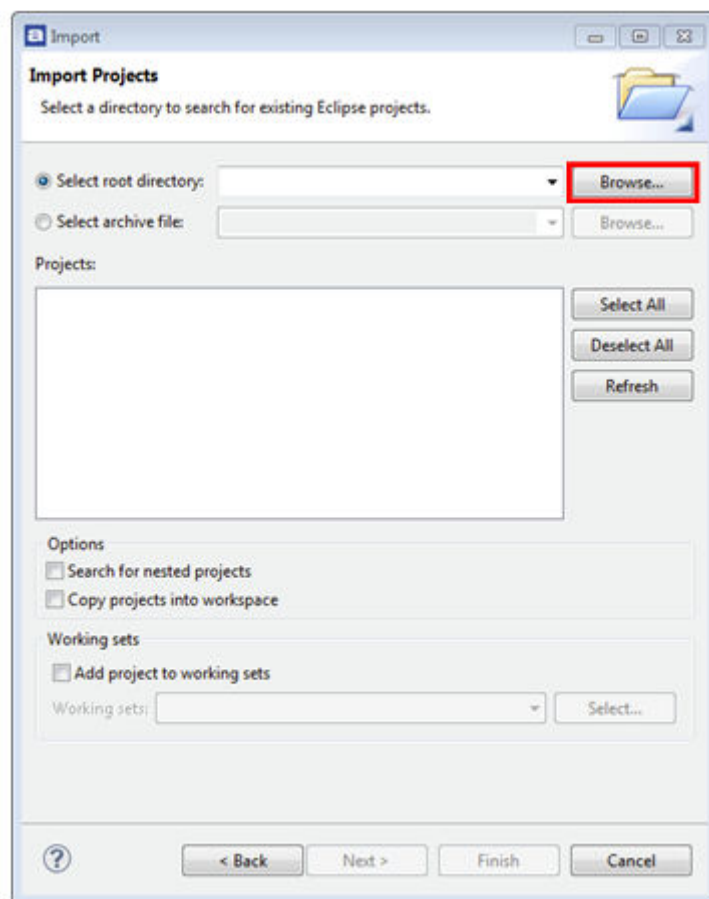 a Import
Import Projects
Select a directory to search for existing Eclipse projects.
Select root directory: Browse...
Select archive file: Browse...
Projects:
Select All
Deselect All
Refresh
Options
Search for nested projects
Copy projects into workspace
Working sets
Add project to working sets
Working sets: Select...
? < Back Next > Finish Cancel